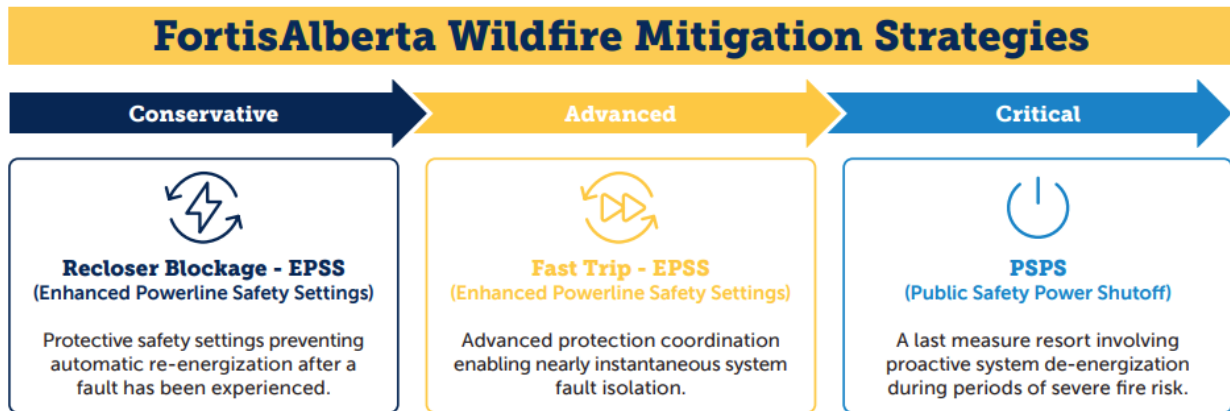 FortisAlberta Wildfire Mitigation Strategies
Conservative
Advanced
Critical
Recloser Blockage - EPSS
(Enhanced Powerline Safety Settings)
Protective safety settings preventing
automatic re-energization after a
fault has been experienced.
Fast Trip - EPSS
(Enhanced Powerline Safety Settings)
Advanced protection coordination
enabling nearly instantaneous system
fault isolation.
PSPS
(Public Safety Power Shutoff)
A last measure resort involving
proactive system de-energization
during periods of severe fire risk.